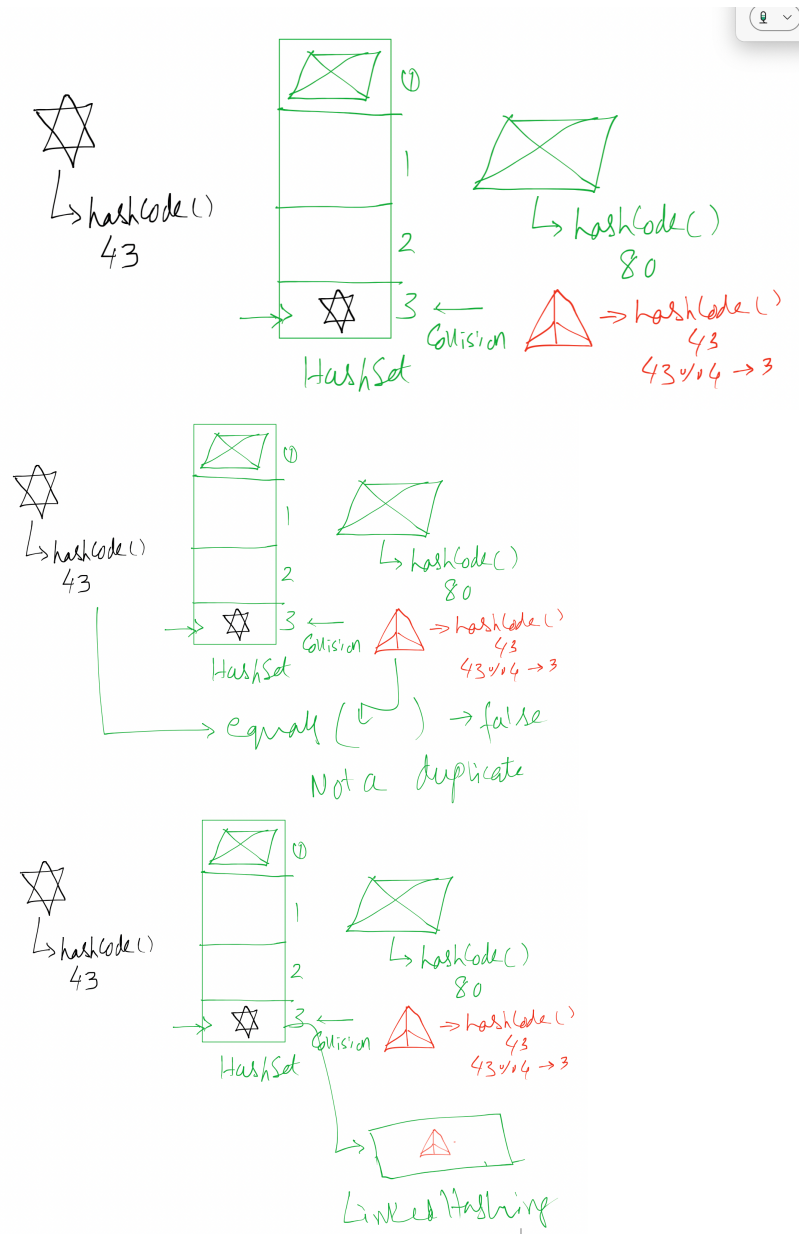 0
hashCode()
43
1
2
3
hashCode()
80
Collision
hashCode()
43
43%4 → 3
HashSet
0
hashCode()
43
1
2
3
hashCode()
80
Collision
hashCode()
43
43%4 → 3
HashSet
equals ( ) → false
Not a duplicate
0
hashCode()
43
1
2
3
hashCode()
80
Collision
hashCode()
43
43%4 → 3
HashSet
Linked Hashing